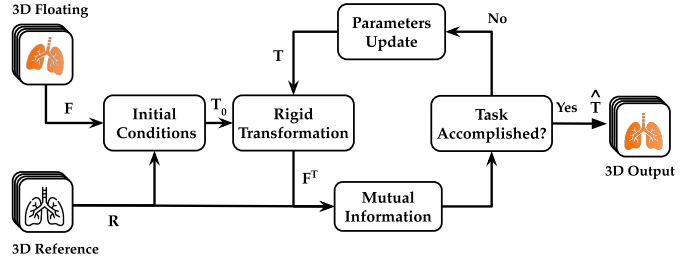 3D Floating
F
Initial
Conditions
T0
Rigid
Transformation
T
Parameters
Update
No
Task
Accomplished?
Yes
^
T
3D Output
F^T
Mutual
Information
R
3D Reference